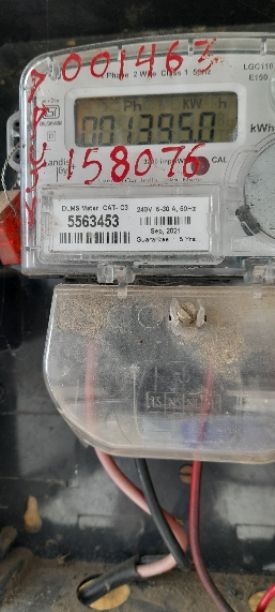 001463
Phase 2 Wire Class 1 50Hz
LGC110
E150
Ph kW h
001395.0
kWh
CAL
158076
DLMS Meter CAT- C3
240V 5-30 A, 50Hz
5563453
Sep, 2021
Guarantee 5 Yrs